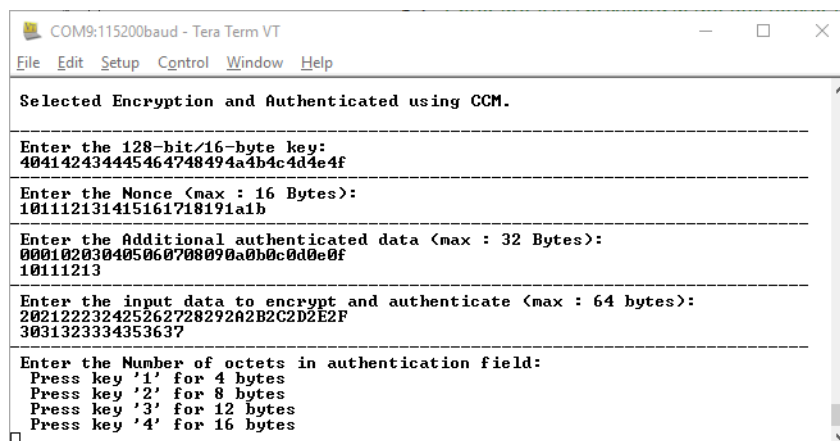 COM9:115200baud - Tera Term VT
File Edit Setup Control Window Help
Selected Encryption and Authenticated using CCM.
Enter the 128-bit/16-byte key:
404142434445464748494a4b4c4d4e4f
Enter the Nonce (max : 16 Bytes):
101112131415161718191a1b
Enter the Additional authenticated data (max : 32 Bytes):
000102030405060708090a0b0c0d0e0f
10111213
Enter the input data to encrypt and authenticate (max : 64 bytes):
202122232425262728292A2B2C2D2E2F
3031323334353637
Enter the Number of octets in authentication field:
Press key '1' for 4 bytes
Press key '2' for 8 bytes
Press key '3' for 12 bytes
Press key '4' for 16 bytes